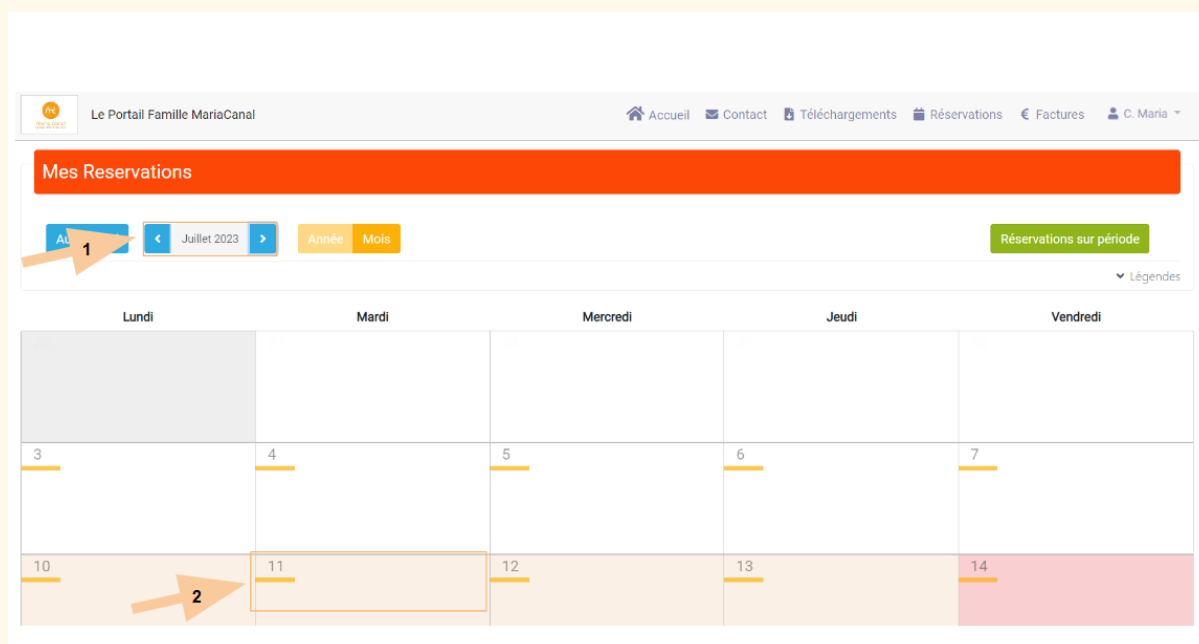 Le Portail Famille MariaCanal
Accueil Contact Téléchargements Réservations € Factures C. Maria
Mes Reservations
1
Juillet 2023
Année Mois
Réservations sur période
Légendes
Lundi Mardi Mercredi Jeudi Vendredi
3 4 5 6 7
10 11 12 13 14
2